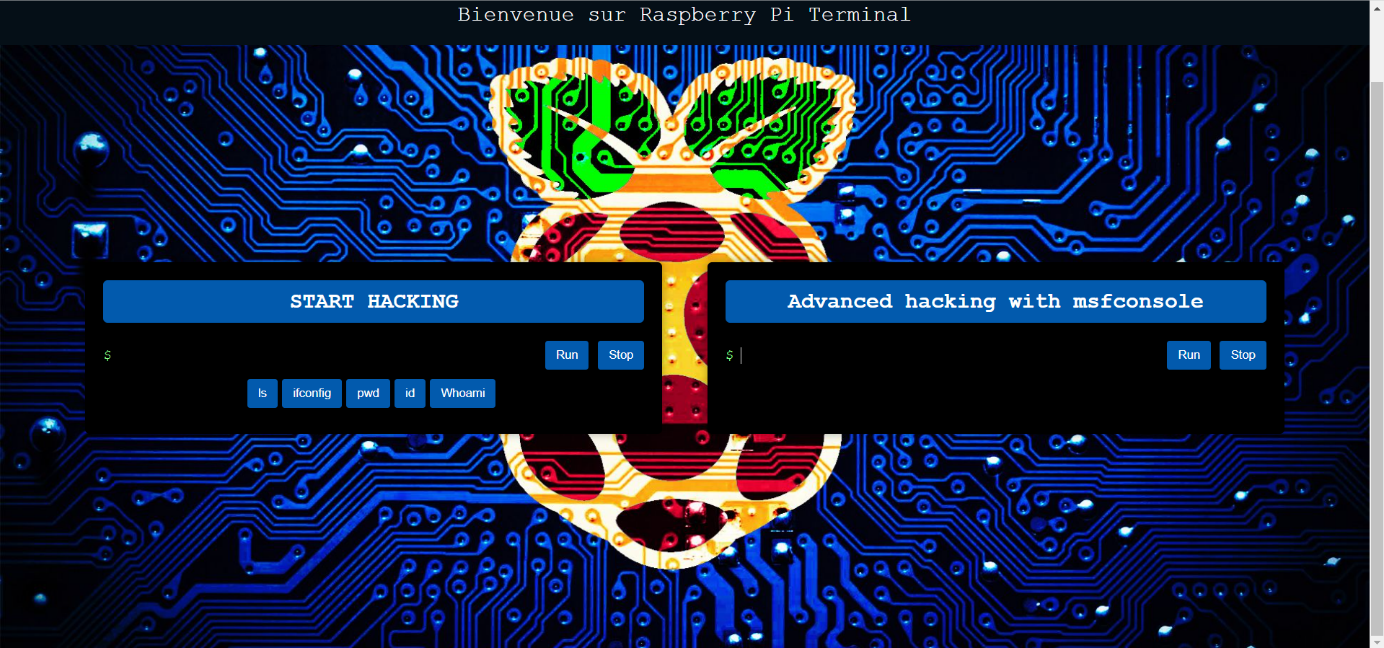 Bienvenue sur Raspberry Pi Terminal
START HACKING
$
Run Stop
ls ifconfig pwd id Whoami
Advanced hacking with msfconsole
$
Run Stop